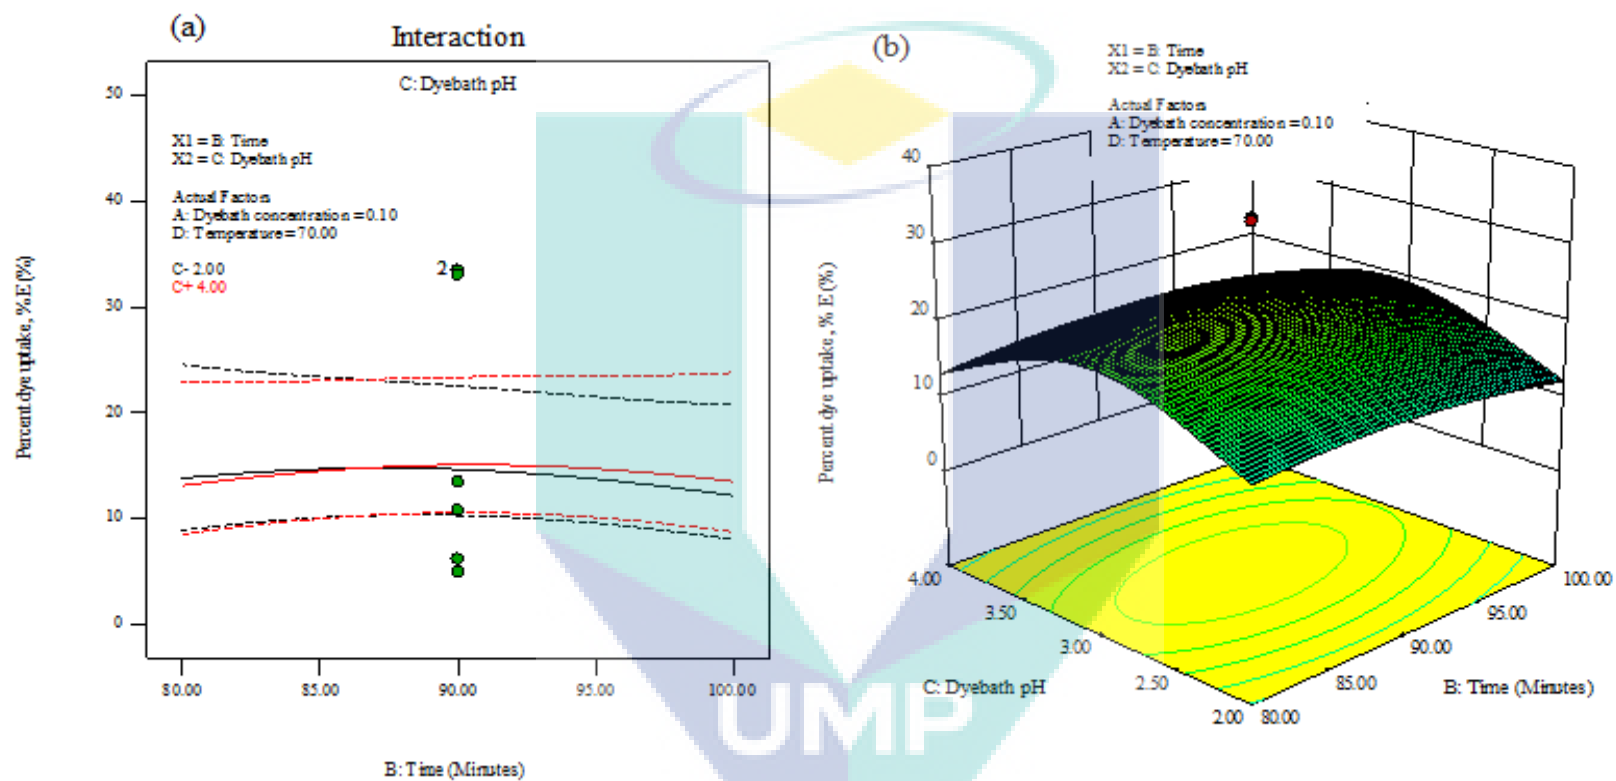 (a)
Interaction
C: Dyebath pH
50
X1 = B: Time
X2 = C: Dyebath pH
40
Actual Factors
A: Dyebath concentration = 0.10
D: Temperature = 70.00
C- 2.00
C+ 4.00
2
30
20
10
0
Percent dye uptake, % E (%)
80.00
85.00
90.00
95.00
100.00
B: Time (Minutes)
(b)
X1 = B: Time
X2 = C: Dyebath pH
Actual Factors
A: Dyebath concentration = 0.10
D: Temperature = 70.00
40
30
20
10
0
Percent dye uptake, % E (%)
4.00
3.50
3.00
2.50
2.00
C: Dyebath pH
80.00
85.00
90.00
95.00
100.00
B: Time (Minutes)
UMP